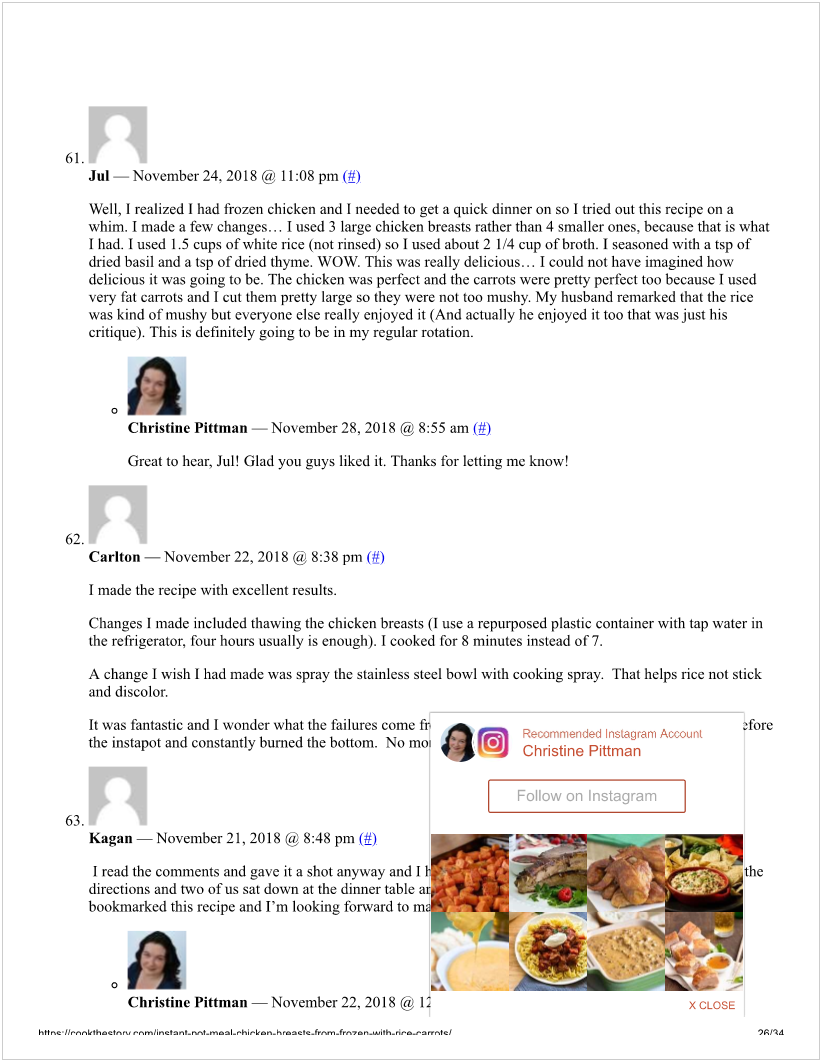 61.
Jul — November 24, 2018 @ 11:08 pm (#)
Well, I realized I had frozen chicken and I needed to get a quick dinner on so I tried out this recipe on a
whim. I made a few changes… I used 3 large chicken breasts rather than 4 smaller ones, because that is what
I had. I used 1.5 cups of white rice (not rinsed) so I used about 2 1/4 cup of broth. I seasoned with a tsp of
dried basil and a tsp of dried thyme. WOW. This was really delicious… I could not have imagined how
delicious it was going to be. The chicken was perfect and the carrots were pretty perfect too because I used
very fat carrots and I cut them pretty large so they were not too mushy. My husband remarked that the rice
was kind of mushy but everyone else really enjoyed it (And actually he enjoyed it too that was just his
critique). This is definitely going to be in my regular rotation.
Christine Pittman — November 28, 2018 @ 8:55 am (#)
Great to hear, Jul! Glad you guys liked it. Thanks for letting me know!
62.
Carlton — November 22, 2018 @ 8:38 pm (#)
I made the recipe with excellent results.
Changes I made included thawing the chicken breasts (I use a repurposed plastic container with tap water in
the refrigerator, four hours usually is enough). I cooked for 8 minutes instead of 7.
A change I wish I had made was spray the stainless steel bowl with cooking spray.  That helps rice not stick
and discolor.
It was fantastic and I wonder what the failures come
the instapot and constantly burned the bottom.  No
63.
Kagan — November 21, 2018 @ 8:48 pm (#)
I read the comments and gave it a shot anyway and I the
directions and two of us sat down at the dinner table
bookmarked this recipe and I’m looking forward to
Christine Pittman — November 22, 2018 @
Recommended Instagram Account
Christine Pittman
Follow on Instagram
X CLOSE
https://cookthestory.com/instant-pot-meal-chicken-breasts-from-frozen-with-rice-carrots/ 26/34